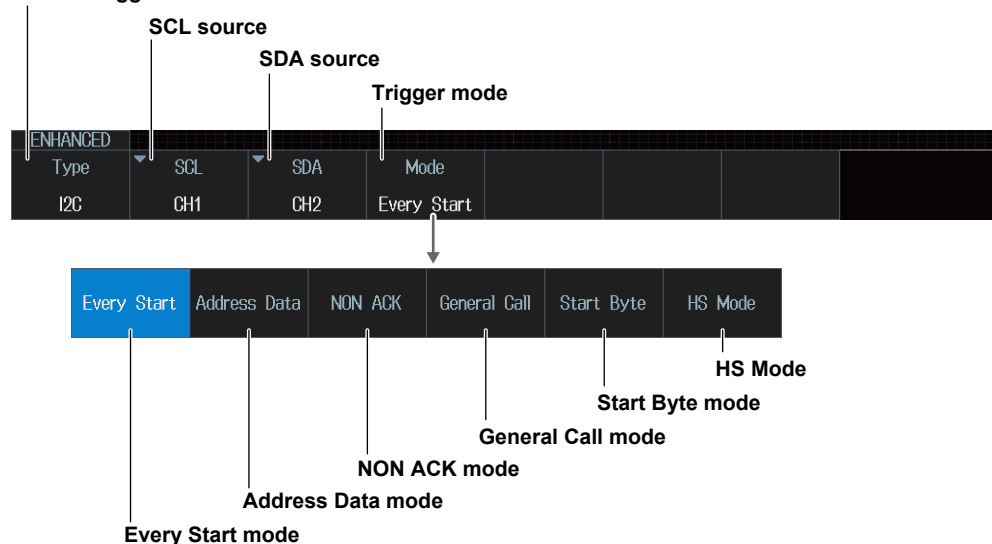 SCL source
SDA source
Trigger mode
ENHANCED
Type SCL SDA Mode
I2C CH1 CH2 Every Start
Every Start Address Data NON ACK General Call Start Byte HS Mode
HS Mode
Start Byte mode
General Call mode
NON ACK mode
Address Data mode
Every Start mode